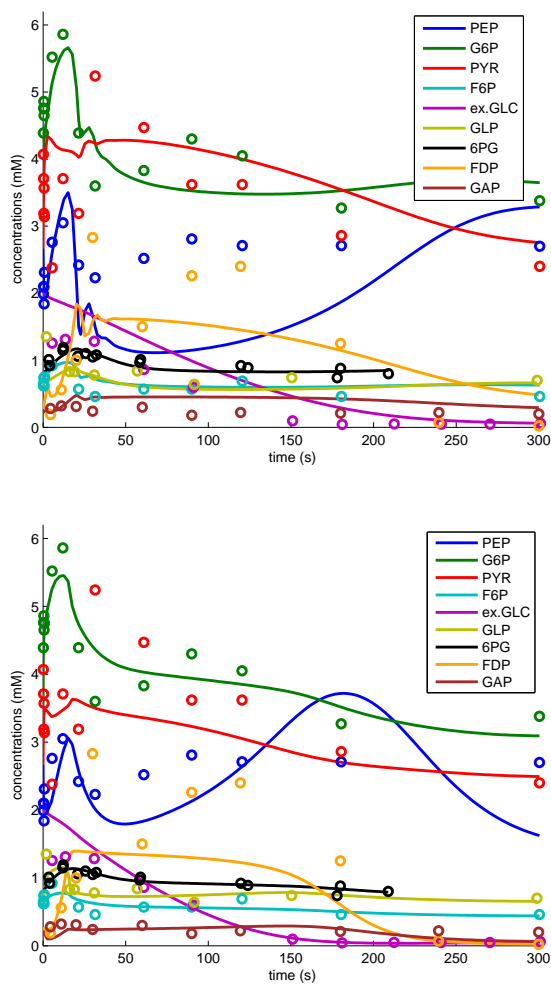 6
5
4
3
2
1
0
concentrations (mM)
0 50 100 150 200 250 300
time (s)
PEP
G6P
PYR
F6P
ex.GLC
GLP
6PG
FDP
GAP
6
5
4
3
2
1
0
concentrations (mM)
0 50 100 150 200 250 300
time (s)
PEP
G6P
PYR
F6P
ex.GLC
GLP
6PG
FDP
GAP